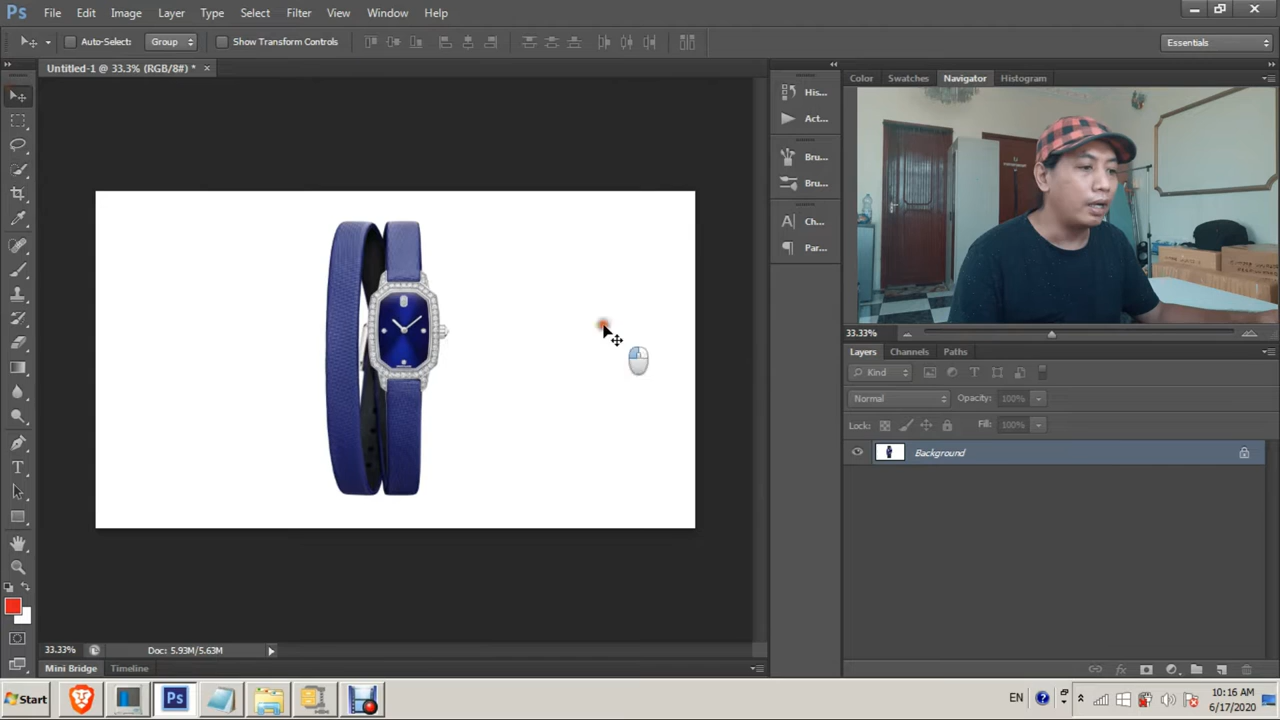 Ps File Edit Image Layer Type Select Filter View Window Help
Auto-Select: Group Show Transform Controls Essentials
Untitled-1 @ 33.3% (RGB/8#) * ×
Color Swatches Navigator Histogram
His...
Act...
Bru...
Bru...
Ch...
Par...
33.33%
Layers Channels Paths
Kind
Normal Opacity: 100%
Lock: Fill: 100%
Background
33.33% Doc: 5.93M/5.63M
Mini Bridge Timeline
Start Ps EN 10:16 AM
6/17/2020